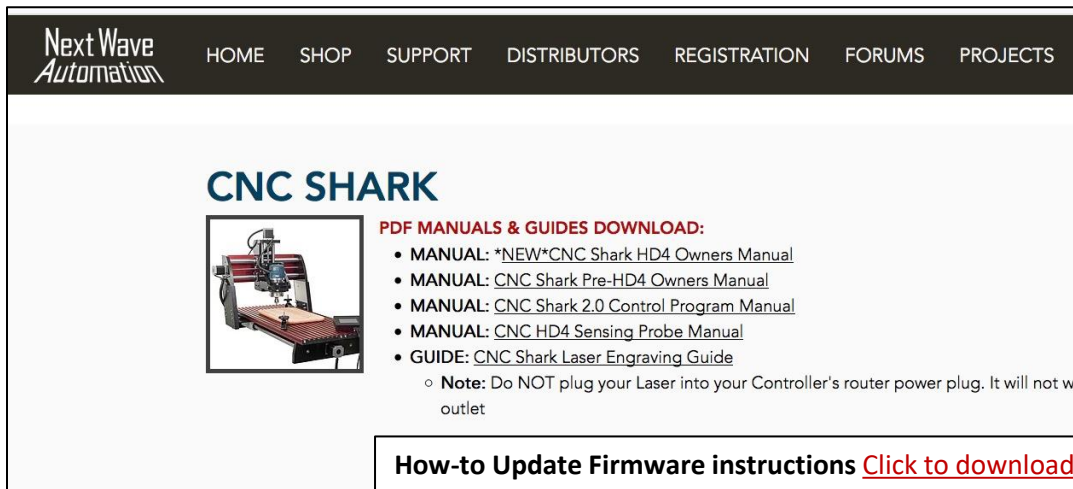 Next Wave
Automation
HOME SHOP SUPPORT DISTRIBUTORS REGISTRATION FORUMS PROJECTS
CNC SHARK
PDF MANUALS & GUIDES DOWNLOAD:
• MANUAL: *NEW*CNC Shark HD4 Owners Manual
• MANUAL: CNC Shark Pre-HD4 Owners Manual
• MANUAL: CNC Shark 2.0 Control Program Manual
• MANUAL: CNC HD4 Sensing Probe Manual
• GUIDE: CNC Shark Laser Engraving Guide
○ Note: Do NOT plug your Laser into your Controller's router power plug. It will not w
outlet
How-to Update Firmware instructions Click to download